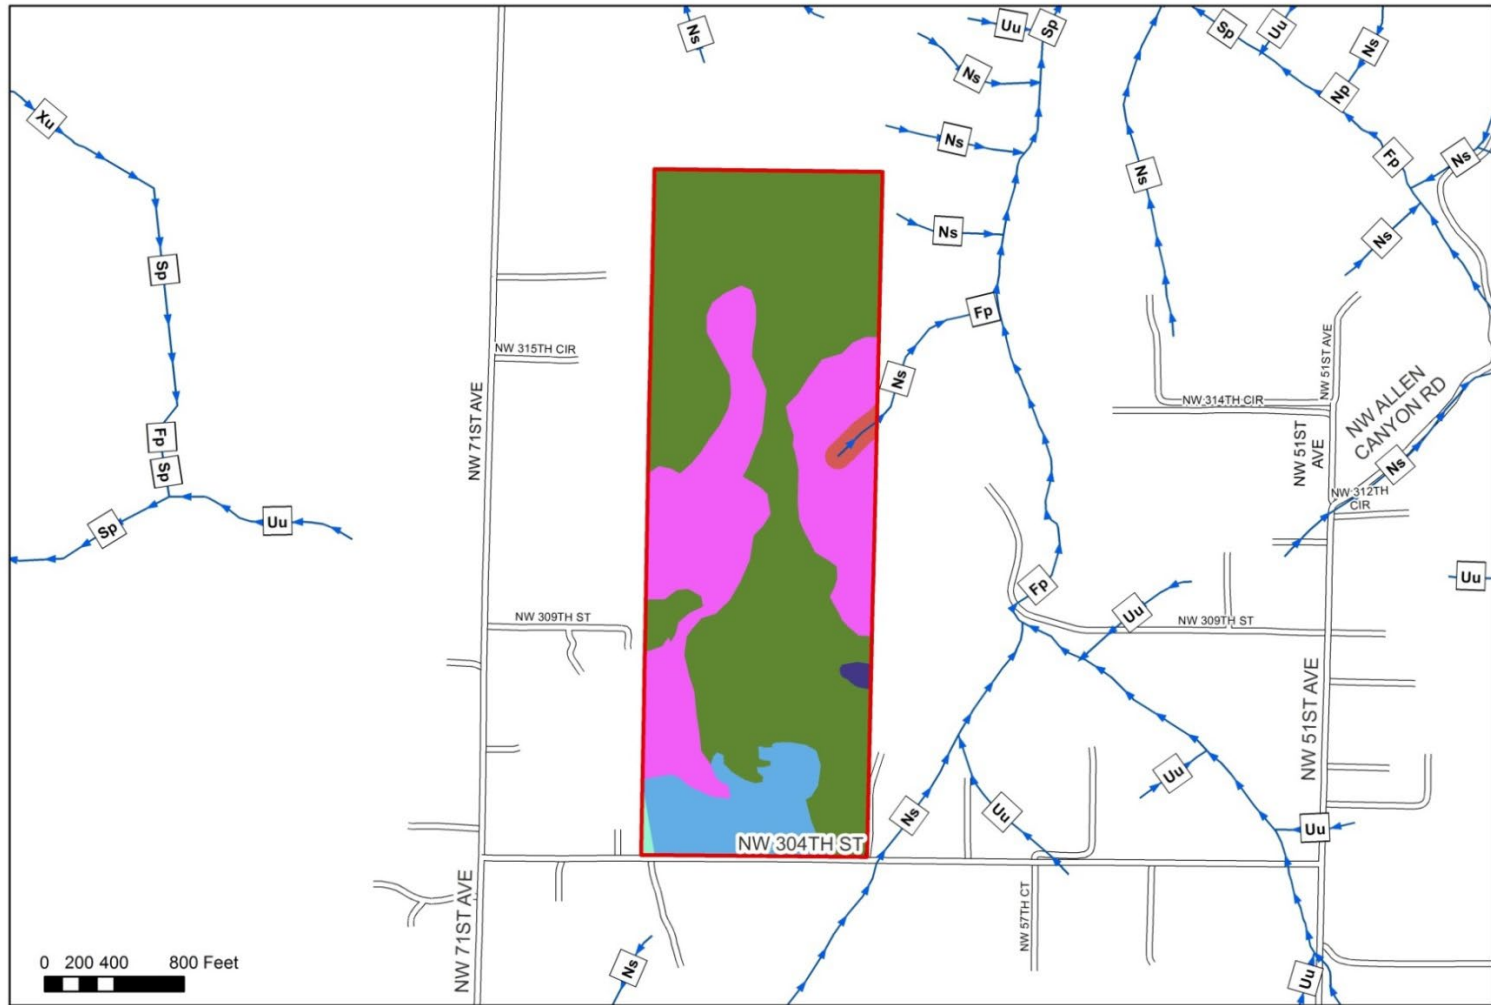 Ns
Uu
Sp
Sp
Uu
Ns
Ns
Np
Xu
Ns
Fp
Ns
Ns
Ns
Ns
Sp
Fp
NW 315TH CIR
Ns
NW 51ST AVE
NW 71ST AVE
NW 314TH CIR
NW ALLEN
CANYON RD
Fp
Sp
NW 51ST
AVE
Ns
NW 312TH
CIR
Sp
Uu
Uu
Fp
Uu
NW 309TH ST
NW 309TH ST
NW 51ST AVE
Uu
Ns
Uu
Uu
NW 304TH ST
NW 71ST AVE
NW 57TH CT
Ns
Uu
0 200 400 800 Feet